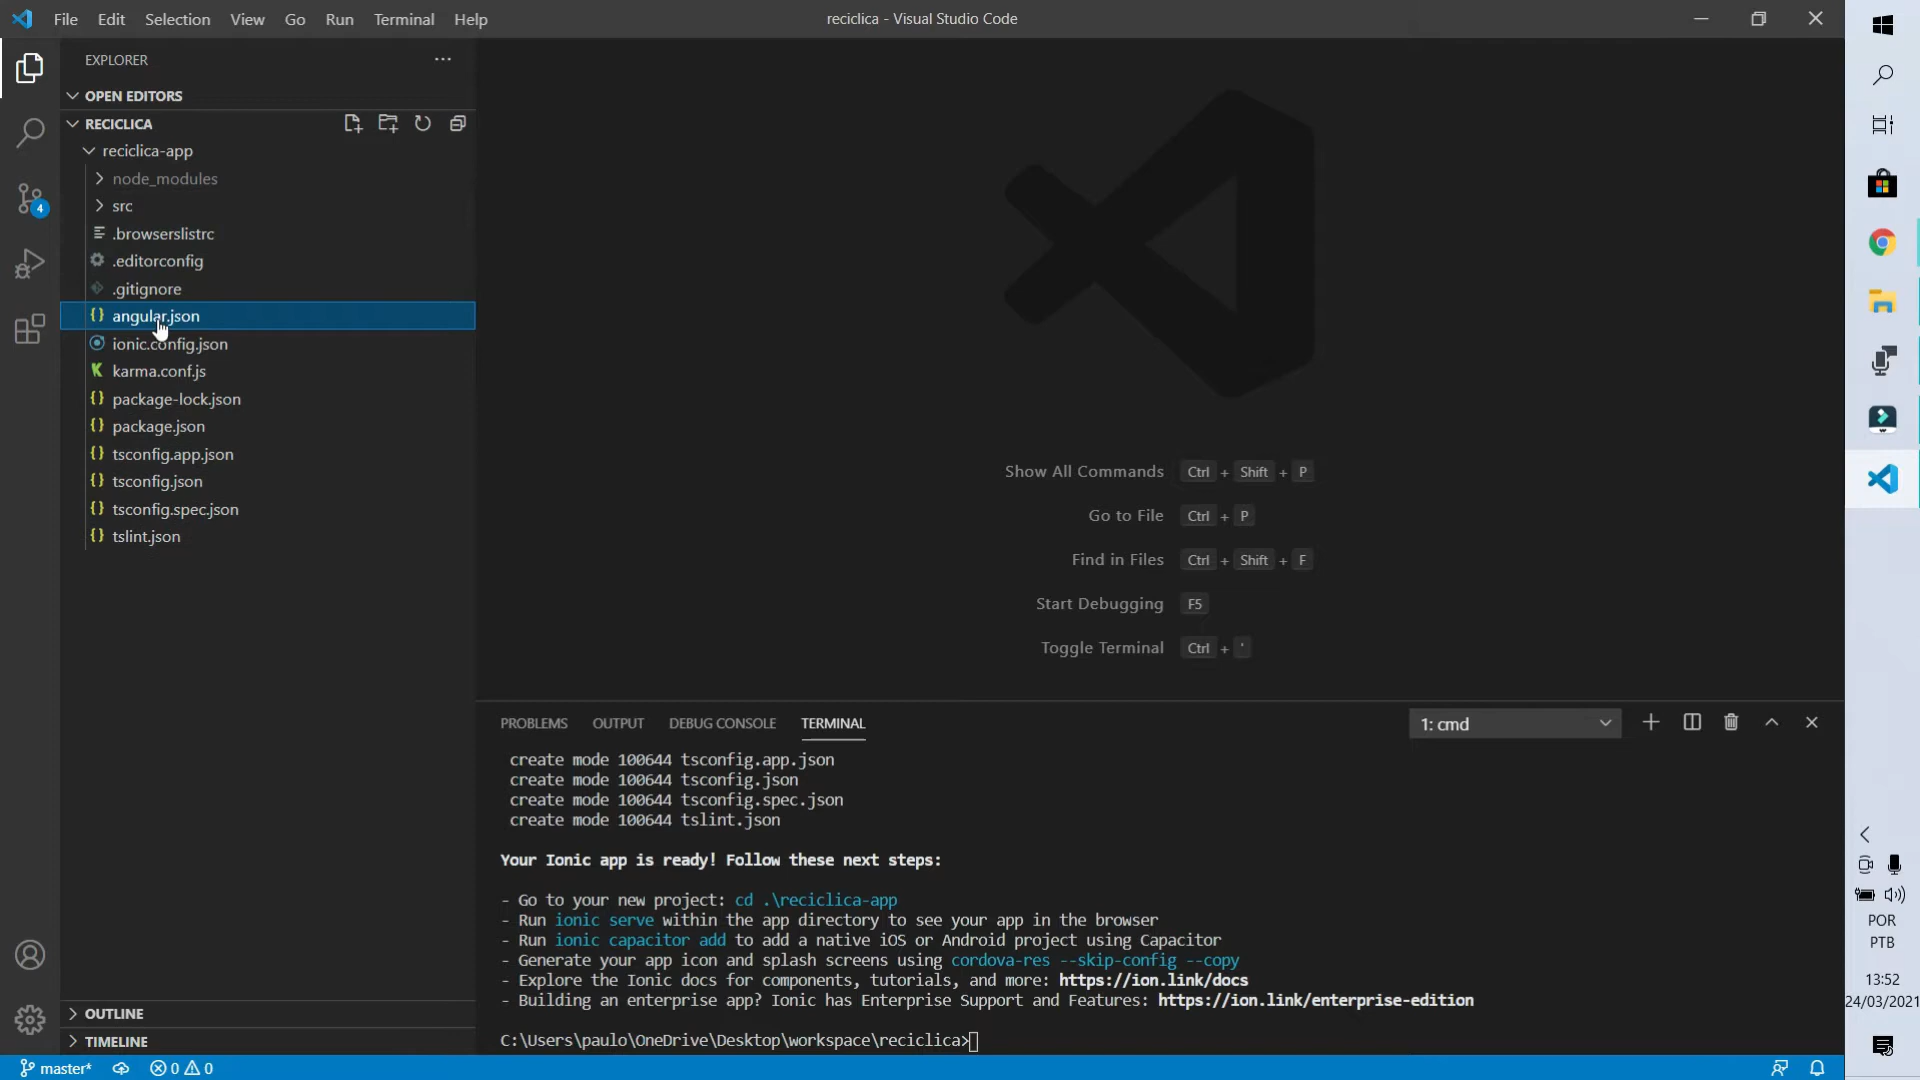 File Edit Selection View Go Run Terminal Help
reciclica - Visual Studio Code
EXPLORER
OPEN EDITORS
RECICLICA
reciclica-app
node_modules
src
.browserslistrc
.editorconfig
.gitignore
angular.json
ionic.config.json
karma.conf.js
package-lock.json
package.json
tsconfig.app.json
tsconfig.json
tsconfig.spec.json
tslint.json
OUTLINE
TIMELINE
4
Show All Commands Ctrl + Shift + P
Go to File Ctrl + P
Find in Files Ctrl + Shift + F
Start Debugging F5
Toggle Terminal Ctrl + '
PROBLEMS OUTPUT DEBUG CONSOLE TERMINAL
1: cmd
create mode 100644 tsconfig.app.json
create mode 100644 tsconfig.json
create mode 100644 tsconfig.spec.json
create mode 100644 tslint.json
Your Ionic app is ready! Follow these next steps:
- Go to your new project: cd .\reciclica-app
- Run ionic serve within the app directory to see your app in the browser
- Run ionic capacitor add to add a native iOS or Android project using Capacitor
- Generate your app icon and splash screens using cordova-res --skip-config --copy
- Explore the Ionic docs for components, tutorials, and more: https://ion.link/docs
- Building an enterprise app? Ionic has Enterprise Support and Features: https://ion.link/enterprise-edition
C:\Users\paulo\OneDrive\Desktop\workspace\reciclica>
master* 0 0
POR
PTB
13:52
24/03/2021